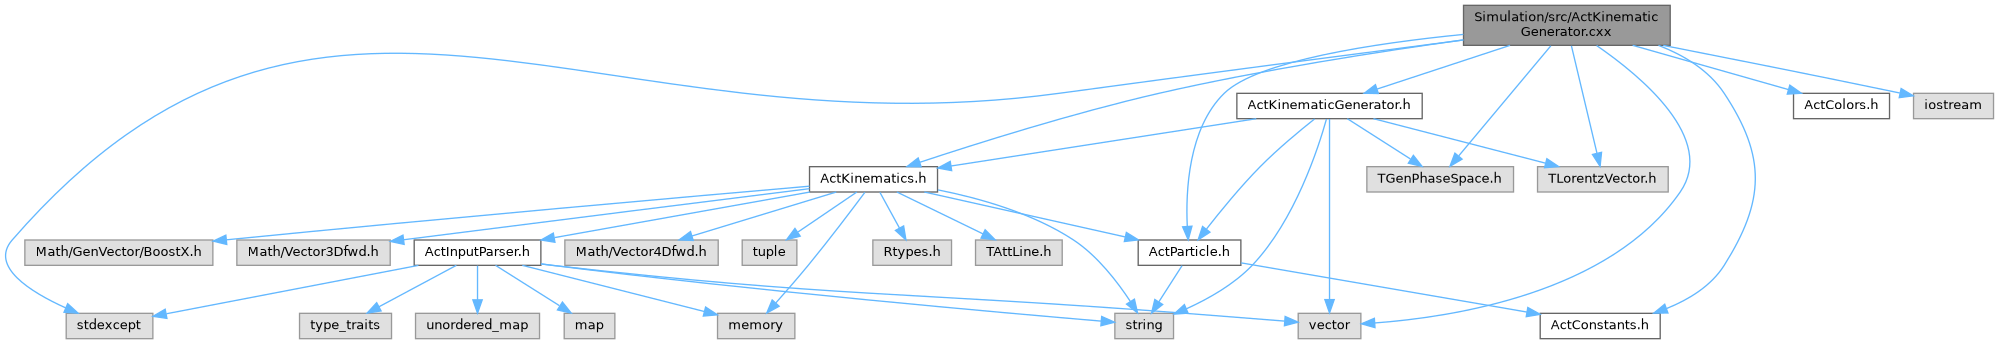 Simulation/src/ActKinematic
Generator.cxx
ActKinematicGenerator.h
ActColors.h
iostream
ActKinematics.h
TGenPhaseSpace.h
TLorentzVector.h
Math/GenVector/BoostX.h
Math/Vector3Dfwd.h
ActInputParser.h
Math/Vector4Dfwd.h
tuple
Rtypes.h
TAttLine.h
ActParticle.h
stdexcept
type_traits
unordered_map
map
memory
string
vector
ActConstants.h